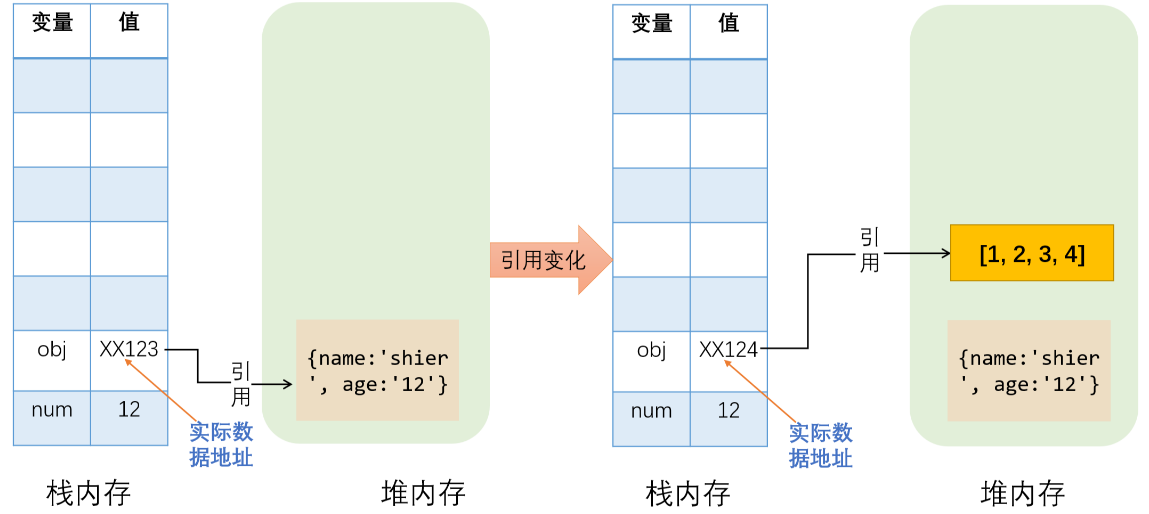 变量 值
obj XX123
num 12
引
用
{name:'shier
', age:'12'}
实际数
据地址
栈内存
堆内存
引用变化
变量 值
obj XX124
num 12
引
用
[1, 2, 3, 4]
{name:'shier
', age:'12'}
实际数
据地址
栈内存
堆内存